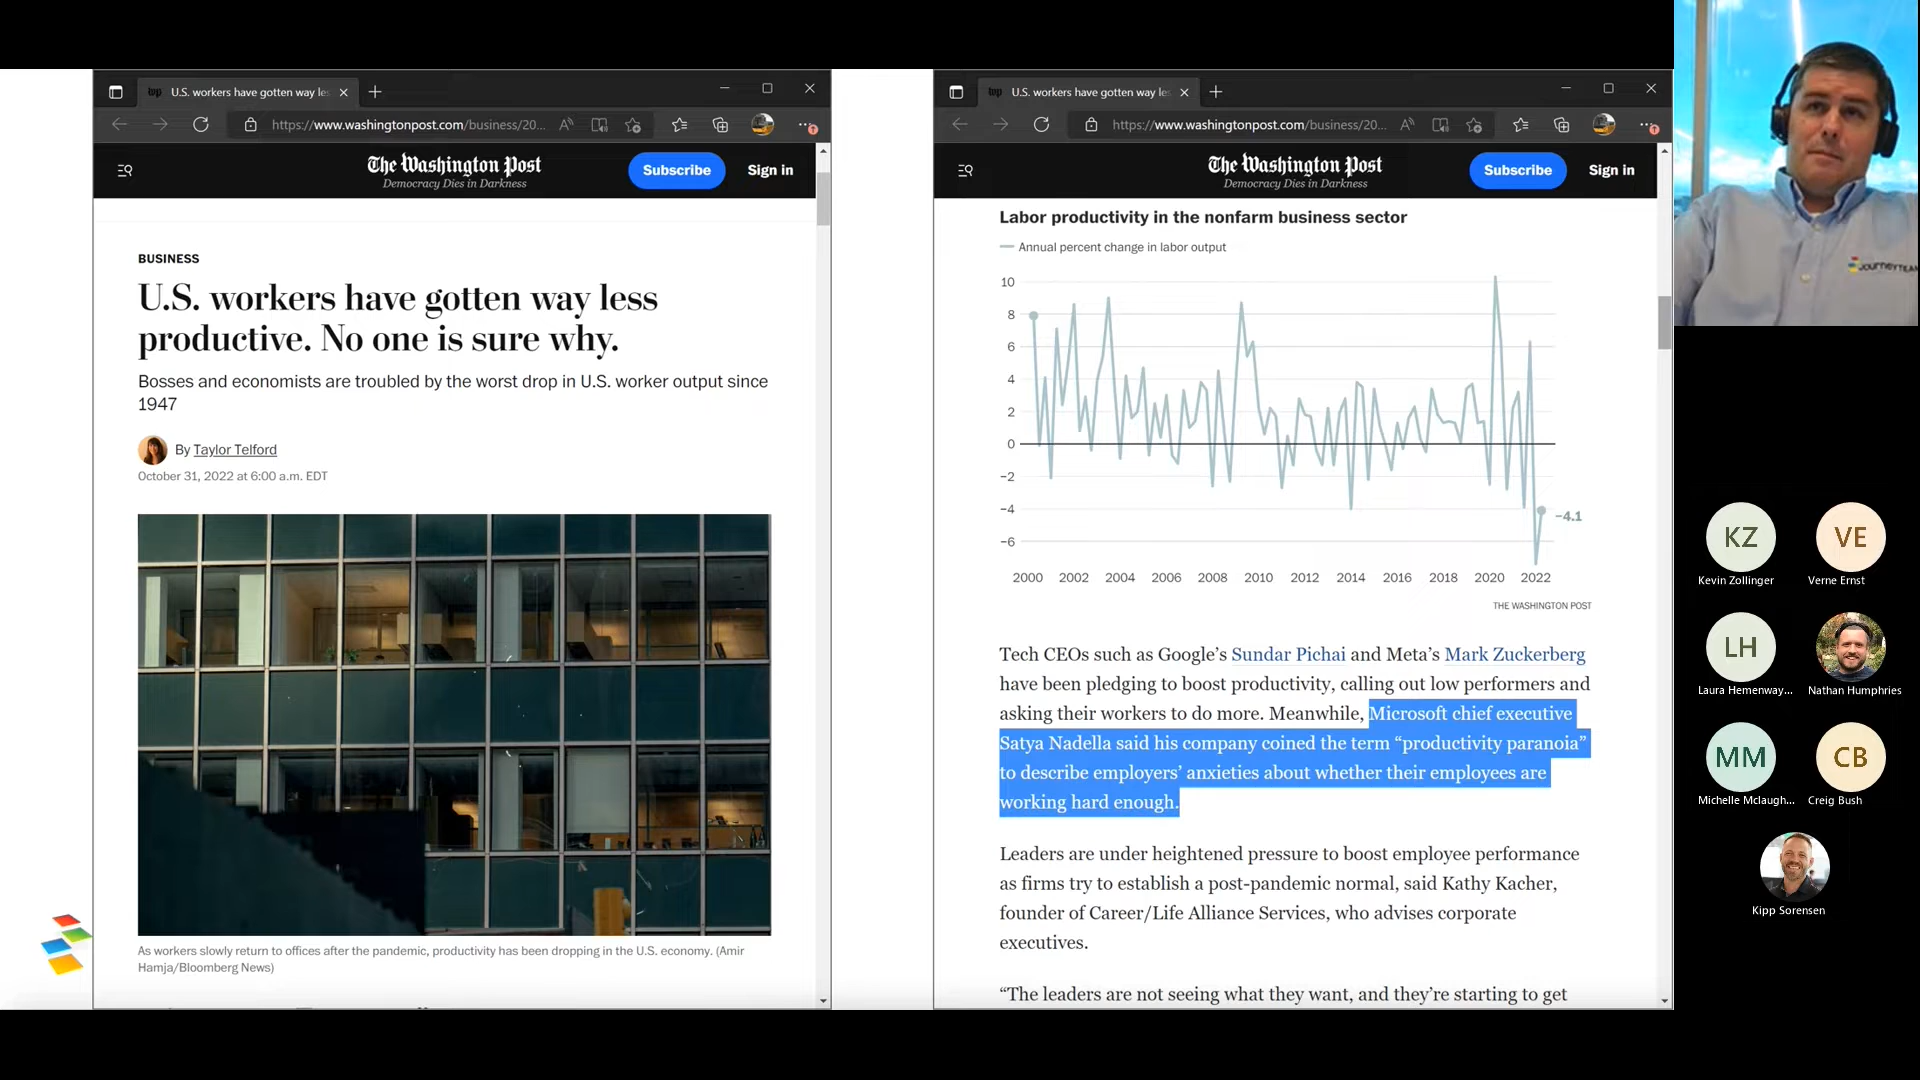 U.S. workers have gotten way les
https://www.washingtonpost.com/business/20...
The Washington Post
Democracy Dies in Darkness
Subscribe
Sign in
BUSINESS
U.S. workers have gotten way less
productive. No one is sure why.
Bosses and economists are troubled by the worst drop in U.S. worker output since
1947
By Taylor Telford
October 31, 2022 at 6:00 a.m. EDT
As workers slowly return to offices after the pandemic, productivity has been dropping in the U.S. economy. (Amir
Hamja/Bloomberg News)
U.S. workers have gotten way les
https://www.washingtonpost.com/business/20...
The Washington Post
Democracy Dies in Darkness
Subscribe
Sign in
Labor productivity in the nonfarm business sector
Annual percent change in labor output
10
8
6
4
2
0
−2
−4
−6
−4.1
2000 2002 2004 2006 2008 2010 2012 2014 2016 2018 2020 2022
THE WASHINGTON POST
Tech CEOs such as Google’s Sundar Pichai and Meta’s Mark Zuckerberg
have been pledging to boost productivity, calling out low performers and
asking their workers to do more. Meanwhile, Microsoft chief executive
Satya Nadella said his company coined the term “productivity paranoia”
to describe employers’ anxieties about whether their employees are
working hard enough.
Leaders are under heightened pressure to boost employee performance
as firms try to establish a post-pandemic normal, said Kathy Kacher,
founder of Career/Life Alliance Services, who advises corporate
executives.
“The leaders are not seeing what they want, and they’re starting to get
JOURNEYTEAM
KZ
Kevin Zollinger
VE
Verne Ernst
LH
Laura Hemenway...
Nathan Humphries
MM
Michelle Mclaugh...
CB
Creig Bush
Kipp Sorensen